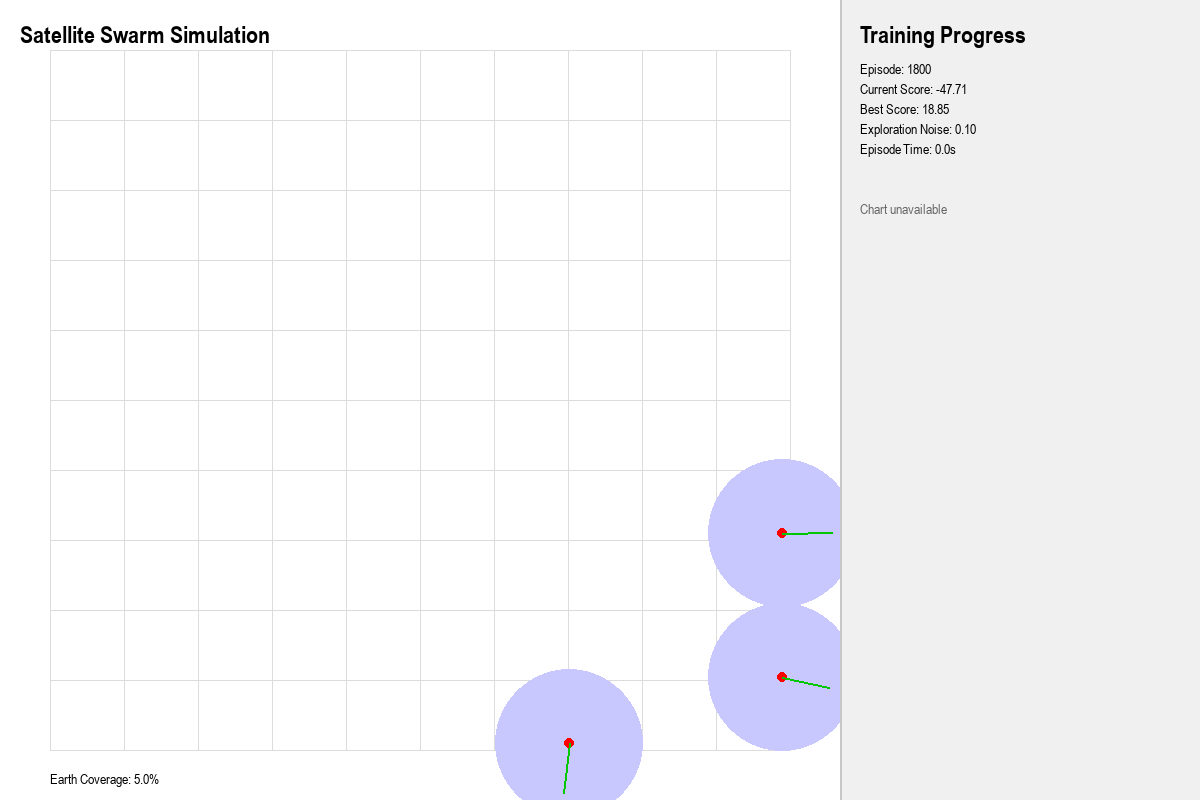 Satellite Swarm Simulation
Earth Coverage: 5.0%
Training Progress
Episode: 1800
Current Score: -47.71
Best Score: 18.85
Exploration Noise: 0.10
Episode Time: 0.0s
Chart unavailable